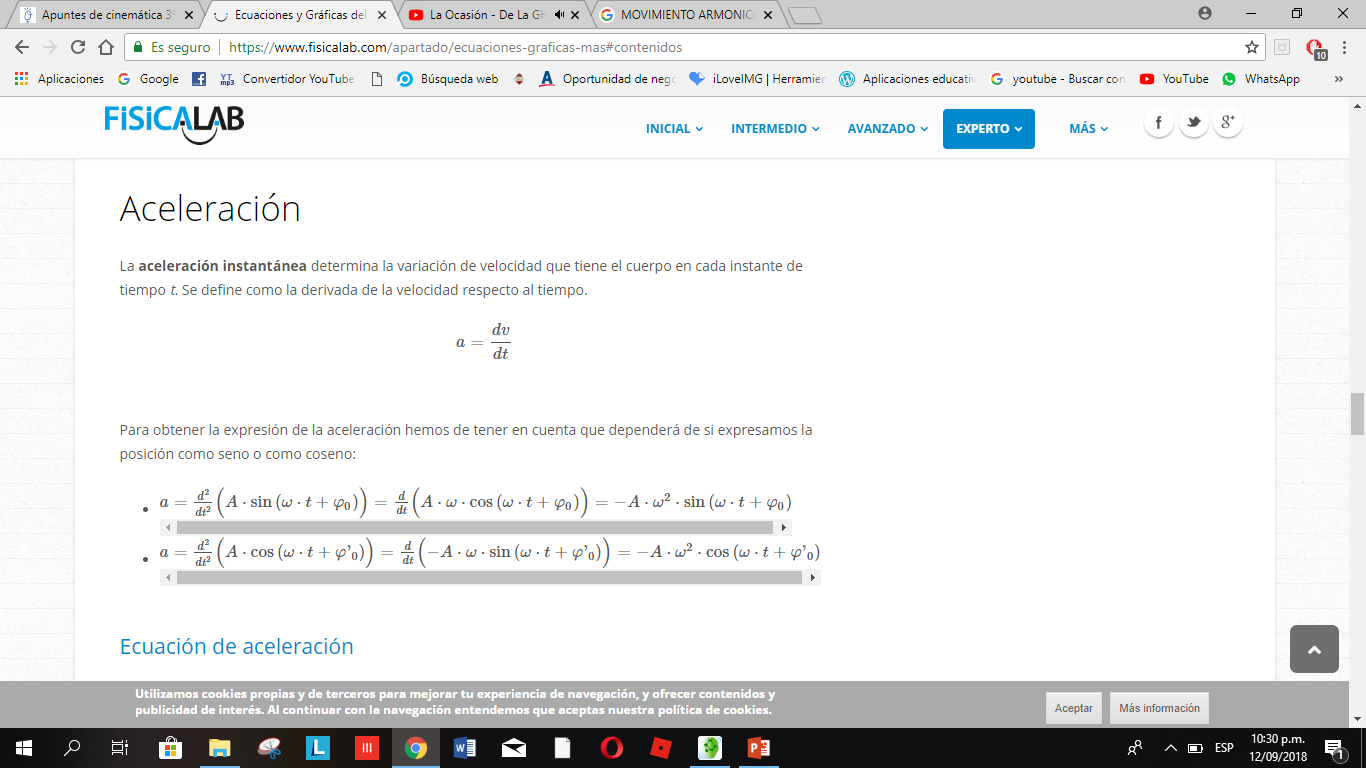 Apuntes de cinemática 3º
Ecuaciones y Gráficas del
La Ocasión - De La Gh
MOVIMIENTO ARMONIC
Es seguro | https://www.fisicalab.com/apartado/ecuaciones-graficas-mas#contenidos
10
Aplicaciones Google Convertidor YouTube Búsqueda web Oportunidad de nego iLoveIMG | Herramier Aplicaciones educativ youtube - Buscar con YouTube WhatsApp »
FiSiCALAB
INICIAL INTERMEDIO AVANZADO EXPERTO MÁS
Aceleración
La aceleración instantánea determina la variación de velocidad que tiene el cuerpo en cada instante de
tiempo t. Se define como la derivada de la velocidad respecto al tiempo.
a = dv/dt
Para obtener la expresión de la aceleración hemos de tener en cuenta que dependerá de si expresamos la
posición como seno o como coseno:
• a = d²/dt² (A · sin (ω · t + φ₀)) = d/dt (A · ω · cos (ω · t + φ₀)) = −A · ω² · sin (ω · t + φ₀)
• a = d²/dt² (A · cos (ω · t + φ'₀)) = d/dt (−A · ω · sin (ω · t + φ'₀)) = −A · ω² · cos (ω · t + φ'₀)
Ecuación de aceleración
Utilizamos cookies propias y de terceros para mejorar tu experiencia de navegación, y ofrecer contenidos y
publicidad de interés. Al continuar con la navegación entendemos que aceptas nuestra política de cookies.
Aceptar Más información
ESP
10:30 p.m.
12/09/2018
1